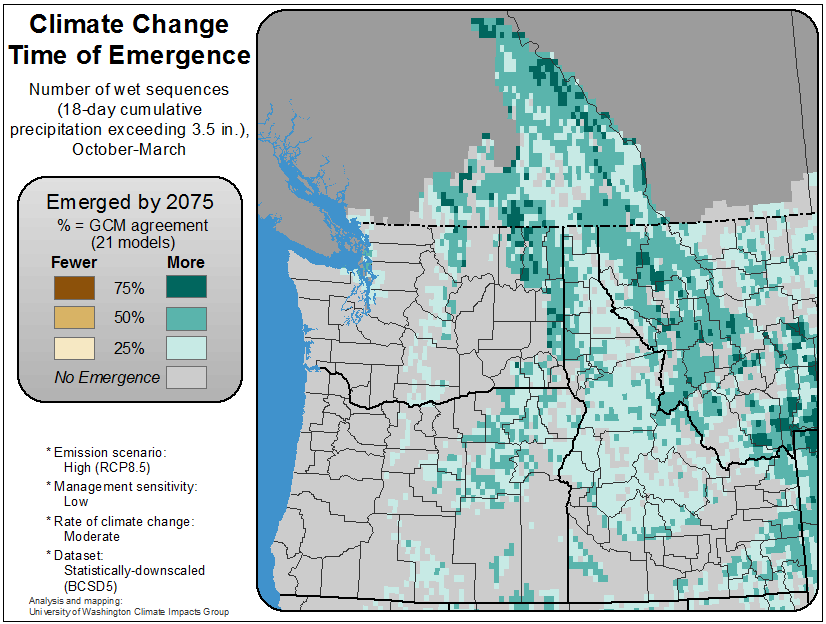 Climate Change
Time of Emergence
Number of wet sequences
(18-day cumulative
precipitation exceeding 3.5 in.),
October-March
Emerged by 2075
% = GCM agreement
(21 models)
Fewer More
75%
50%
25%
No Emergence
* Emission scenario:
High (RCP8.5)
* Management sensitivity:
Low
* Rate of climate change:
Moderate
* Dataset:
Statistically-downscaled
(BCSD5)
Analysis and mapping:
University of Washington Climate Impacts Group